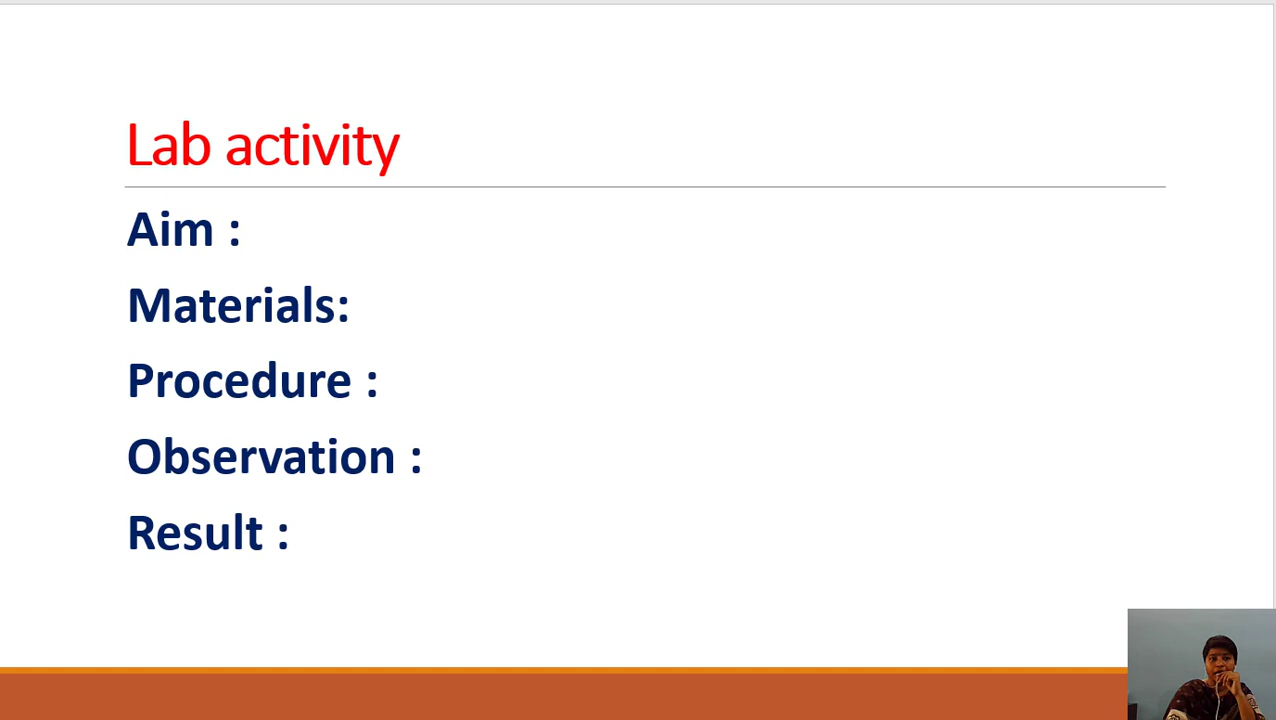 Lab activity
Aim :
Materials:
Procedure :
Observation :
Result :